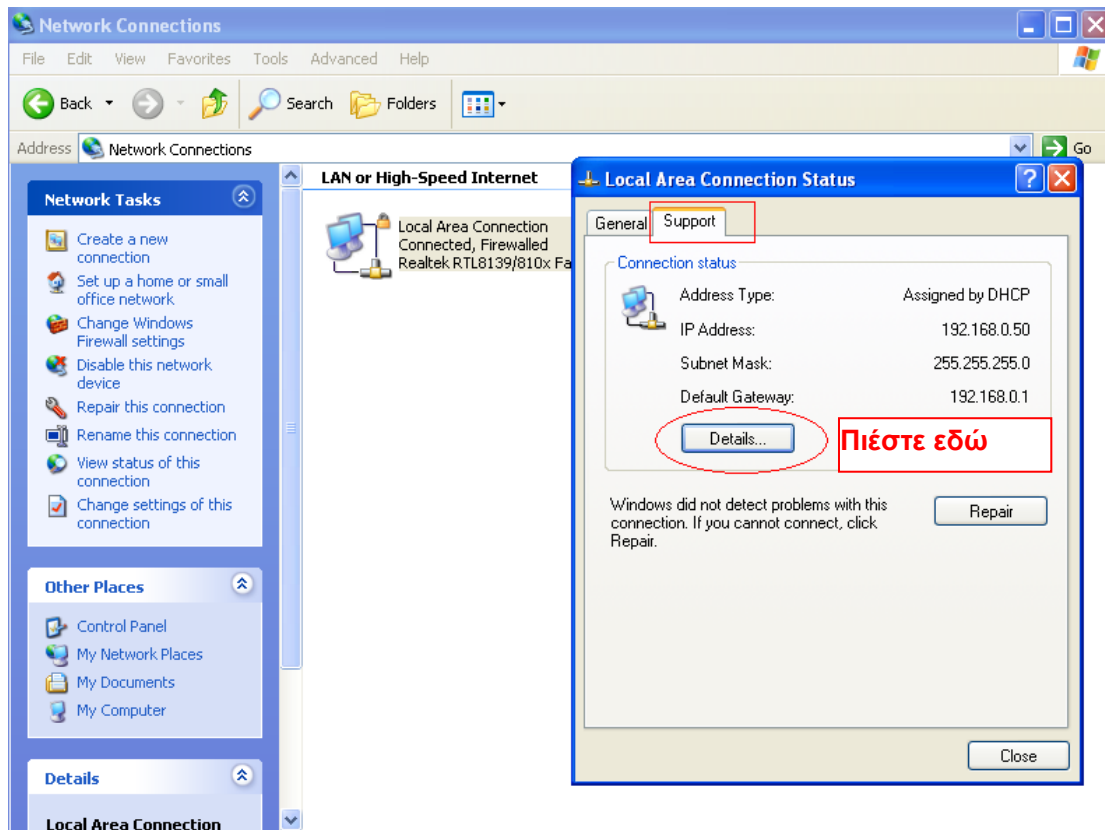 Network Connections
File Edit View Favorites Tools Advanced Help
Back Search Folders
Address Network Connections Go
Network Tasks
Create a new
connection
Set up a home or small
office network
Change Windows
Firewall settings
Disable this network
device
Repair this connection
Rename this connection
View status of this
connection
Change settings of this
connection
Other Places
Control Panel
My Network Places
My Documents
My Computer
Details
Local Area Connection
LAN or High-Speed Internet
Local Area Connection
Connected, Firewalled
Realtek RTL8139/810x Fa
Local Area Connection Status
General Support
Connection status
Address Type: Assigned by DHCP
IP Address: 192.168.0.50
Subnet Mask: 255.255.255.0
Default Gateway: 192.168.0.1
Details...
Πιέστε εδώ
Windows did not detect problems with this
connection. If you cannot connect, click
Repair.
Repair
Close